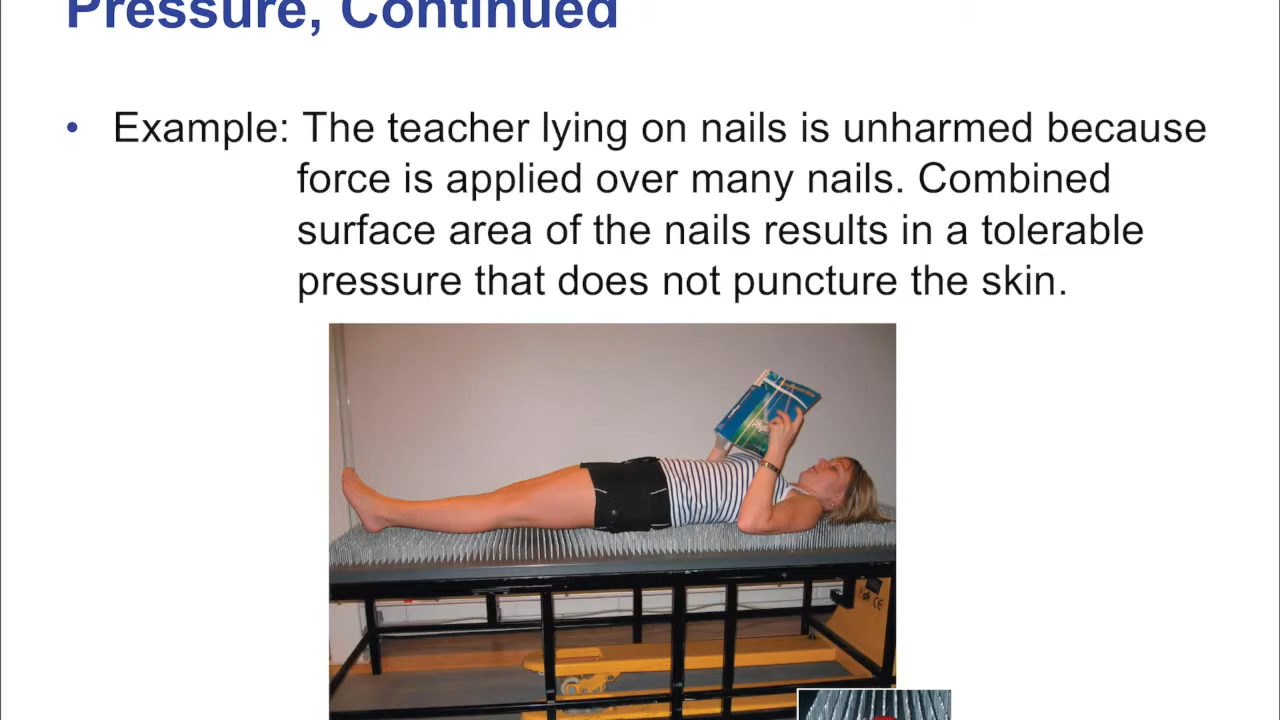 Pressure, Continued
• Example: The teacher lying on nails is unharmed because
force is applied over many nails. Combined
surface area of the nails results in a tolerable
pressure that does not puncture the skin.
CE